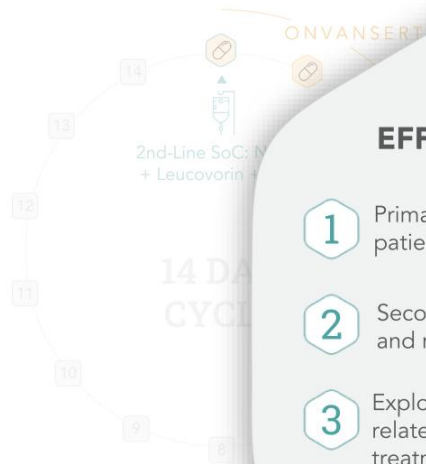 ONVANSERT
14
13
12
11
10
9
8
2nd-Line SoC: N
+ Leucovorin +
14 DA
CYCL
EFF
1
Prima
patie
2
Seco
and r
3
Explo
relate
treatr